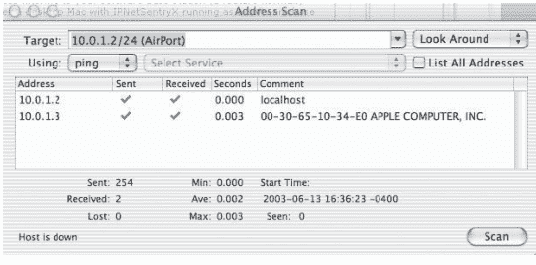 Mac with IPNetSentryX running as
Address Scan
Target: 10.0.1.2/24 (AirPort) Look Around
Using: ping Select Service List All Addresses
Address Sent Received Seconds Comment
10.0.1.2 ✓ ✓ 0.000 localhost
10.0.1.3 ✓ ✓ 0.003 00-30-65-10-34-E0 APPLE COMPUTER, INC.
Sent: 254 Min: 0.000 Start Time:
Received: 2 Ave: 0.002 2003-06-13 16:36:23 -0400
Lost: 0 Max: 0.003 Seen: 0
Host is down Scan